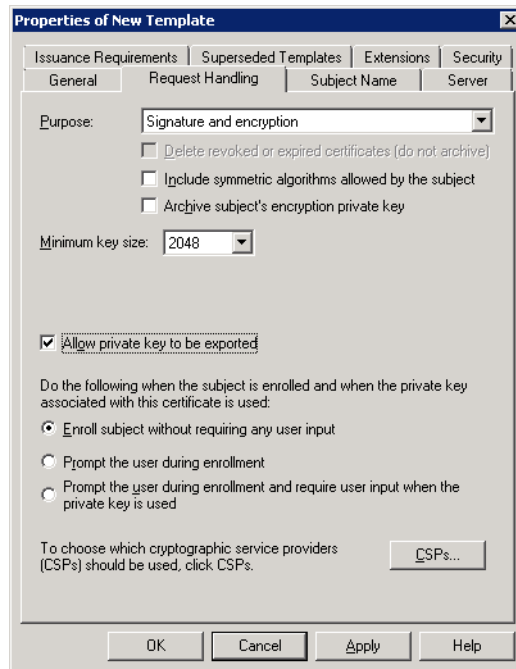 Properties of New Template
Issuance Requirements Superseded Templates Extensions Security
General Request Handling Subject Name Server
Purpose: Signature and encryption
Delete revoked or expired certificates (do not archive)
Include symmetric algorithms allowed by the subject
Archive subject's encryption private key
Minimum key size: 2048
Allow private key to be exported
Do the following when the subject is enrolled and when the private key
associated with this certificate is used:
Enroll subject without requiring any user input
Prompt the user during enrollment
Prompt the user during enrollment and require user input when the
private key is used
To choose which cryptographic service providers
(CSPs) should be used, click CSPs.
CSPs...
OK Cancel Apply Help